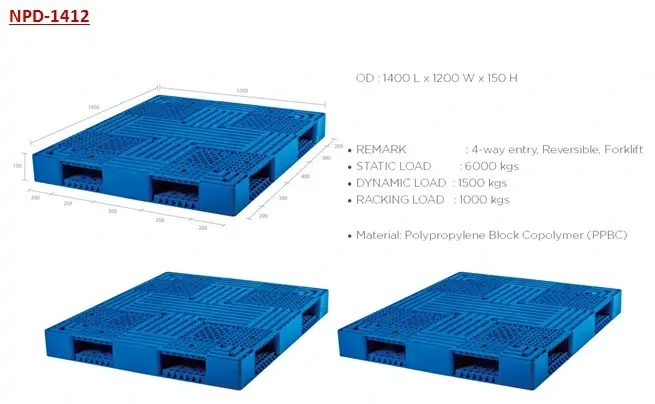 NPD-1412
OD : 1400 L x 1200 W x 150 H
1400
1200
155
200
250
300
250
200
200
300
400
300
200
• REMARK : 4-way entry, Reversible, Forklift
• STATIC LOAD : 6000 kgs
• DYNAMIC LOAD : 1500 kgs
• RACKING LOAD : 1000 kgs
• Material: Polypropylene Block Copolymer (PPBC)